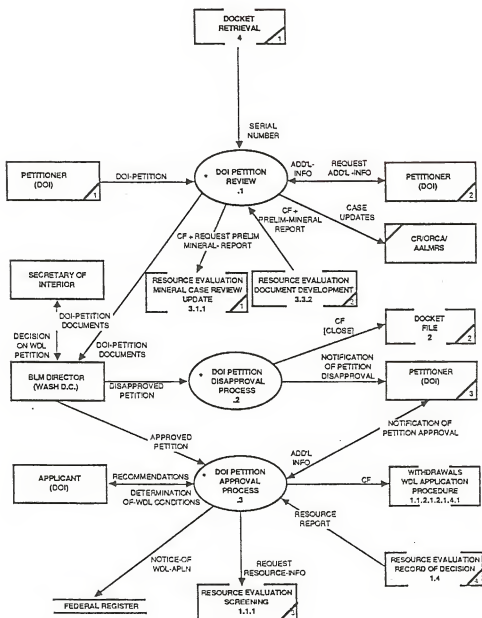 DOCKET
RETRIEVAL
4
1
SERIAL
NUMBER
PETITIONER
(DOI)
1
DOI-PETITION
* DOI PETITION
REVIEW
.1
ADD'L-
INFO
REQUEST
ADD'L -INFO
PETITIONER
(DOI)
2
CF +
PRELIM-MINERAL
REPORT
CASE
UPDATES
CR/ORCA/
AALMRS
CF + REQUEST PRELIM
MINERAL- REPORT
SECRETARY OF
INTERIOR
RESOURCE EVALUATION
MINERAL CASE REVIEW/
UPDATE
3.1.1
1
RESOURCE EVALUATION
DOCUMENT DEVELOPMENT
3.3.2
DOI-PETITION
DOCUMENTS
DECISION
ON WDL
PETITION
DOI-PETITION
DOCUMENTS
CF
[CLOSE]
DOCKET
FILE
2
2
BLM DIRECTOR
(WASH D.C.)
DISAPPROVED
PETITION
* DOI PETITION
DISAPPROVAL
PROCESS
.2
NOTIFICATION
OF PETITION
DISAPPROVAL
PETITIONER
(DOI)
3
APPROVED
PETITION
ADD'L
INFO
NOTIFICATION OF
PETITION APPROVAL
APPLICANT
(DOI)
RECOMMENDATIONS
DETERMINATION
OF-WDL CONDITIONS
* DOI PETITION
APPROVAL
PROCESS
.3
CF
WITHDRAWALS
WDL APPLICATION
PROCEDURE
1.1.2.1.2.1.4.1
RESOURCE
REPORT
NOTICE-OF
WDL-APLN
REQUEST
RESOURCE-INFO
RESOURCE EVALUATION
RECORD OF DECISION
1.4
FEDERAL REGISTER
RESOURCE EVALUATION
SCREENING
1.1.1